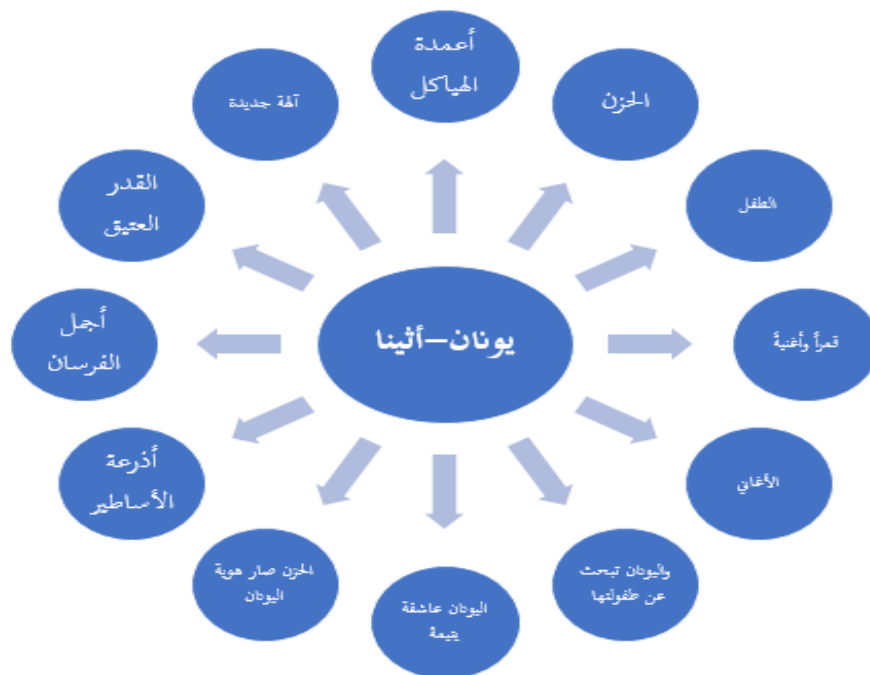 أعمدة
الهياكل
الحزن
الطفل
قمراً وأغنية
الأغاني
واليونان تبحث
عن طفولتها
اليونان عاشقة
يتيمة
الحزن صار هوية
اليونان
أذرعة
الأساطير
أجمل
الفرسان
القدر
العتيق
آلهة جديدة
يونان–أثينا